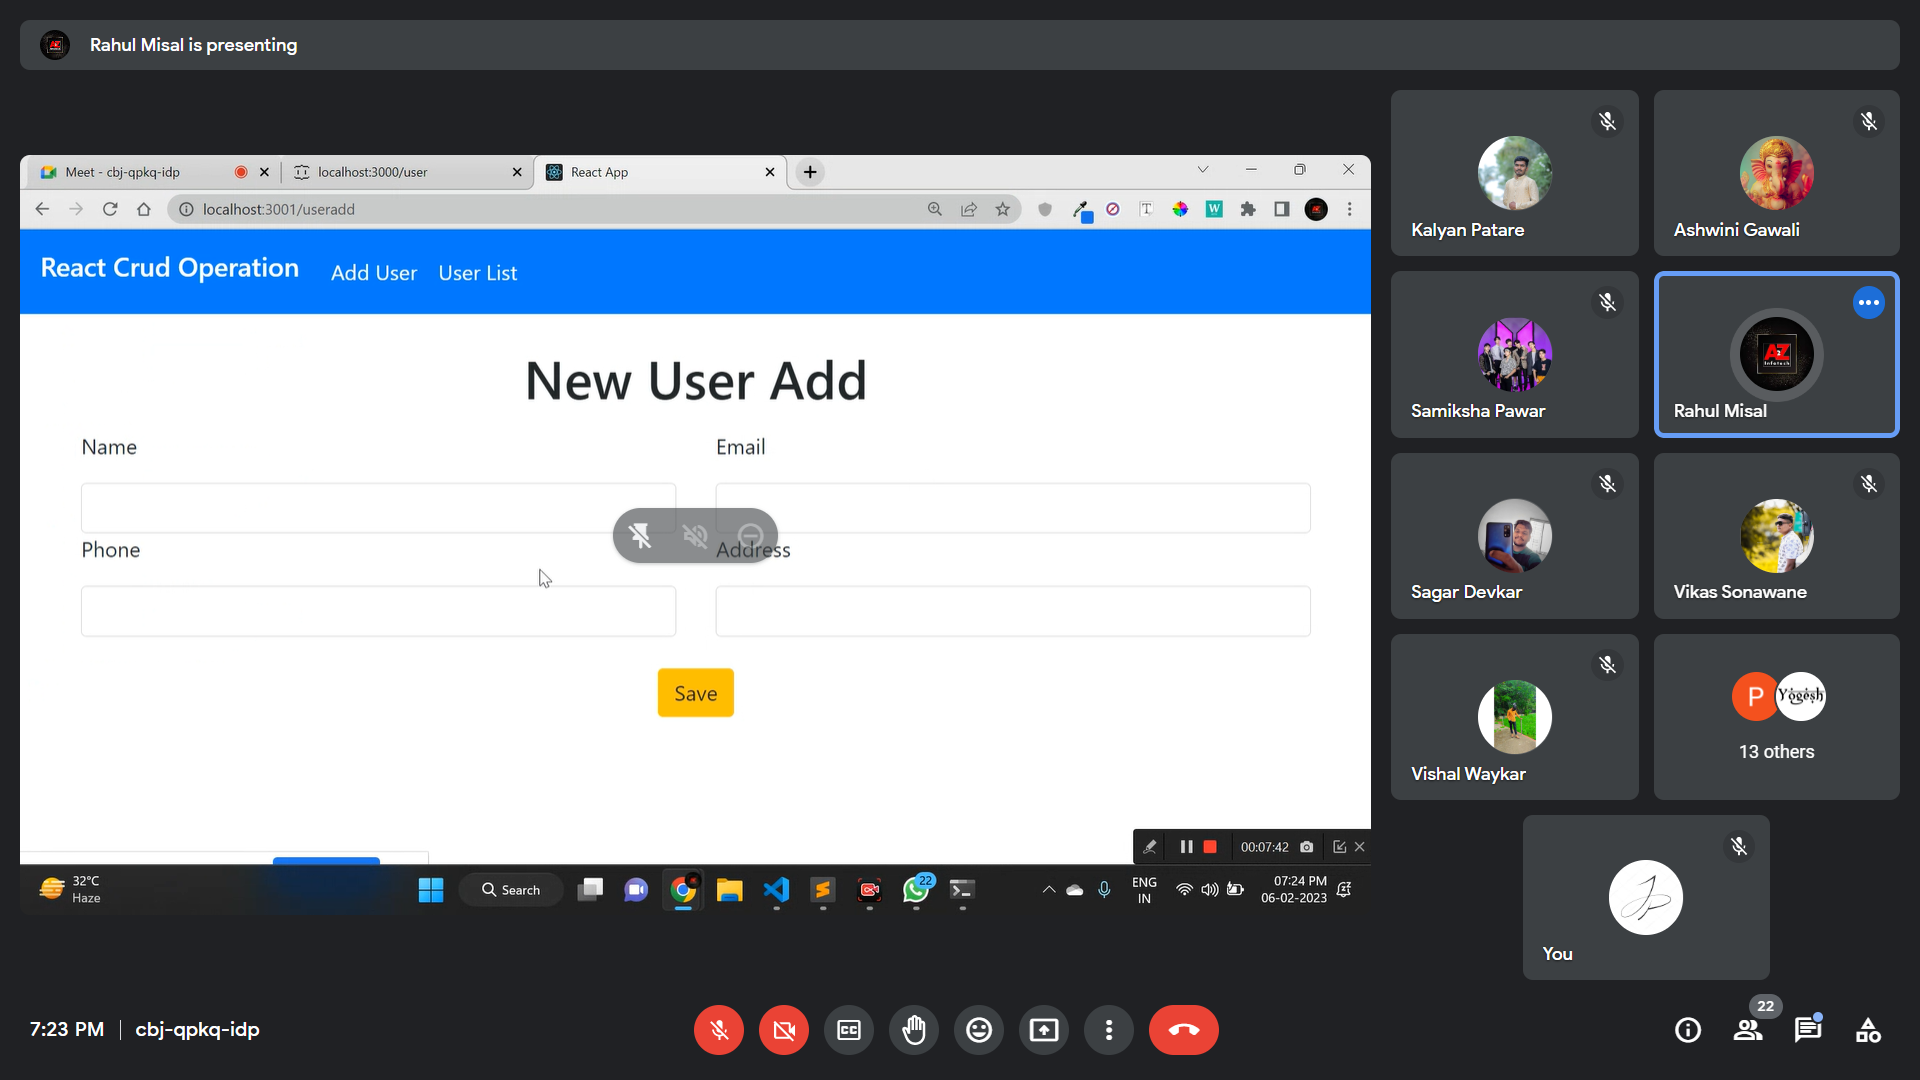 Rahul Misal is presenting
Meet - cbj-qpkq-idp
localhost:3000/user
React App
localhost:3001/useradd
React Crud Operation
Add User
User List
New User Add
Name
Email
Phone
Address
Save
00:07:42
32°C
Haze
Search
22
ENG
IN
07:24 PM
06-02-2023
Kalyan Patare
Ashwini Gawali
Samiksha Pawar
AZ
Infotech
Rahul Misal
Sagar Devkar
Vikas Sonawane
Vishal Waykar
P
Yogesh
13 others
You
7:23 PM
cbj-qpkq-idp
CC
22